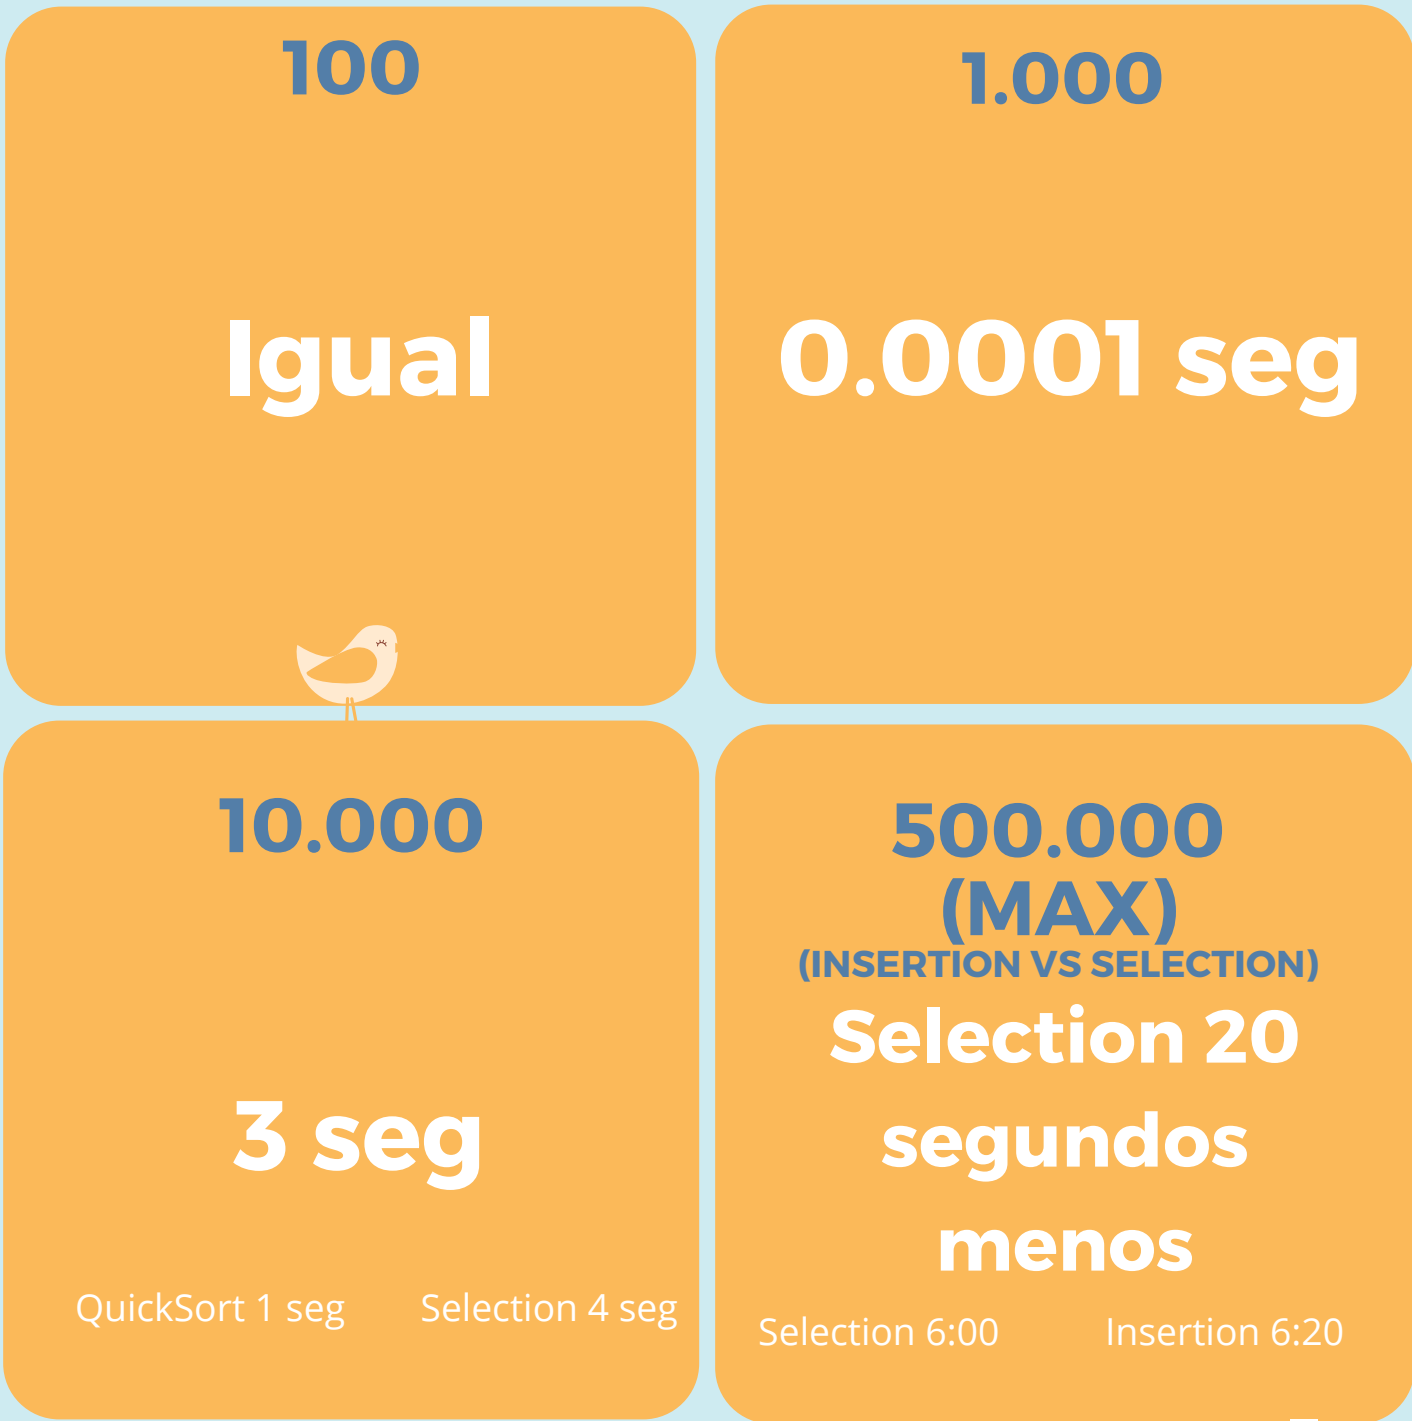 100
Igual
1.000
0.0001 seg
10.000
3 seg
QuickSort 1 seg
Selection 4 seg
500.000
(MAX)
(INSERTION VS SELECTION)
Selection 20
segundos
menos
Selection 6:00
Insertion 6:20